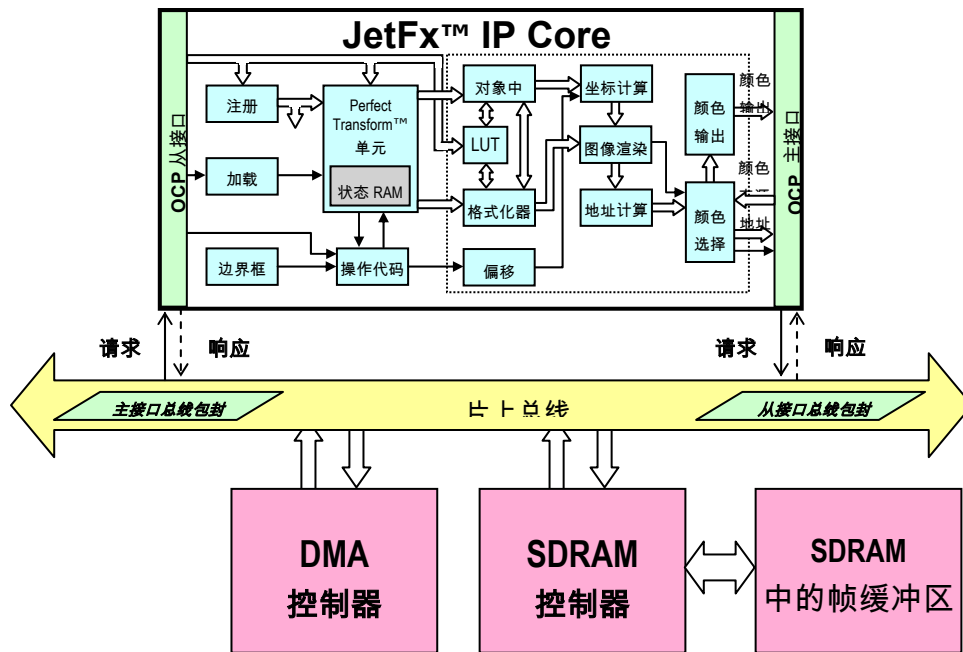 JetFx™ IP Core
OCP 从接口
注册
Perfect
Transform™
单元
状态 RAM
加载
边界框
操作代码
对象中
LUT
格式化器
偏移
坐标计算
图像渲染
地址计算
颜色
输出
颜色
选择
颜色
输出
颜色
地址
OCP 主接口
请求
响应
请求
响应
主接口总线包封
片上总线
从接口总线包封
DMA
控制器
SDRAM
控制器
SDRAM
中的帧缓冲区